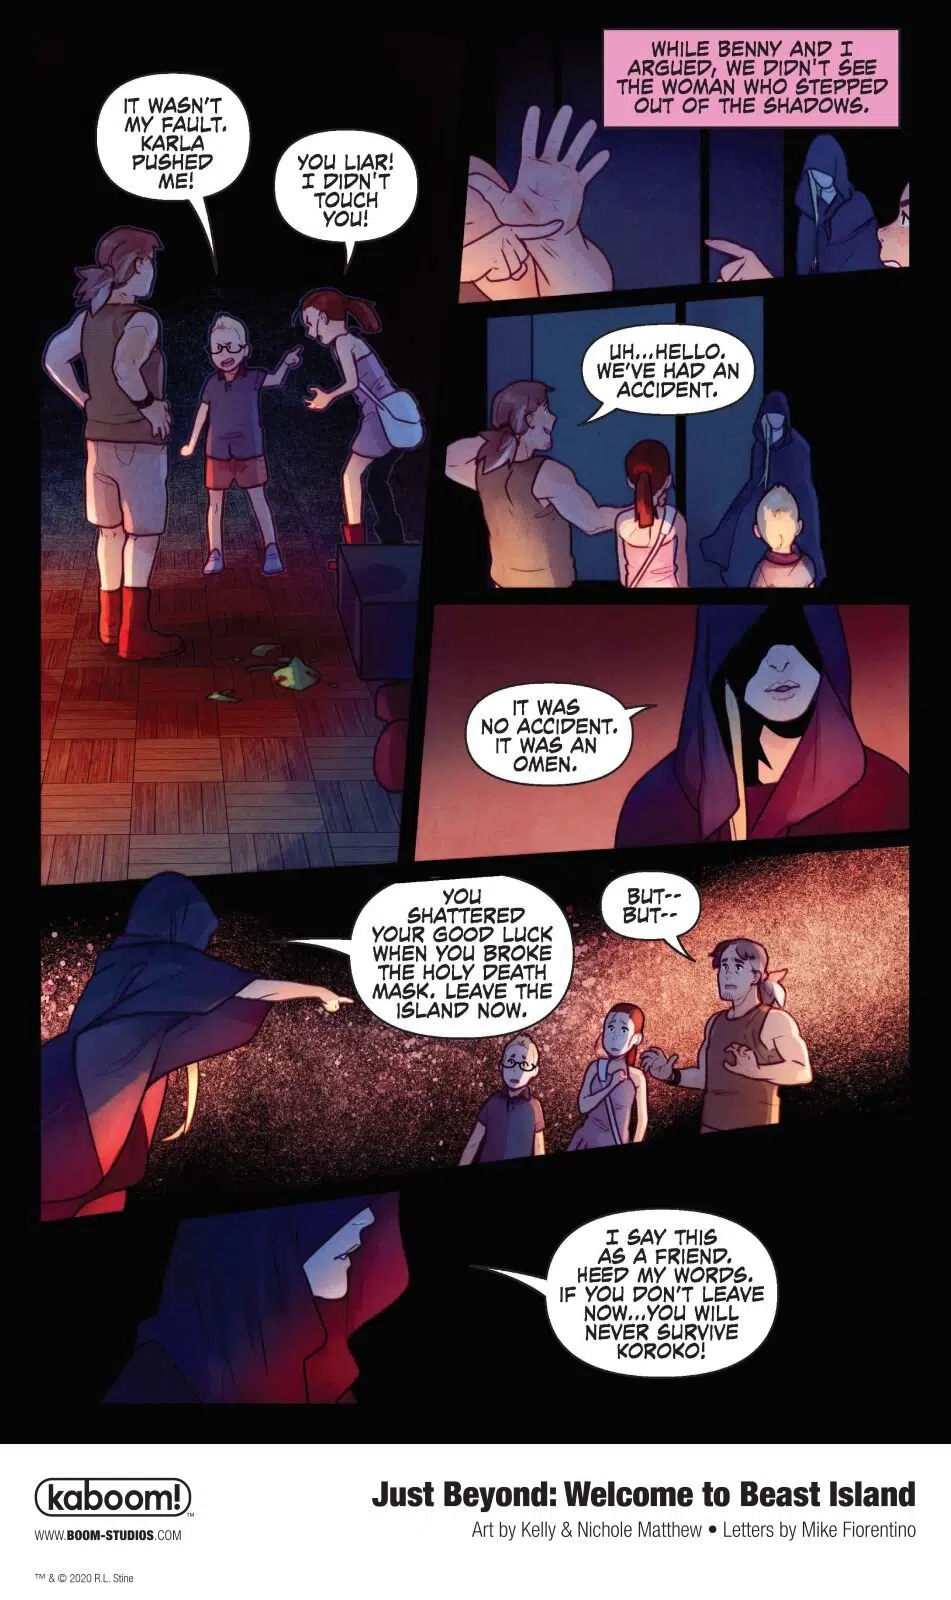 IT WASN'T
MY FAULT.
KARLA
PUSHED
ME!
YOU LIAR!
I DIDN'T
TOUCH
YOU!
WHILE BENNY AND I
ARGUED, WE DIDN'T SEE
THE WOMAN WHO STEPPED
OUT OF THE SHADOWS.
UH...HELLO.
WE'VE HAD AN
ACCIDENT.
IT WAS
NO ACCIDENT.
IT WAS AN
OMEN.
YOU
SHATTERED
YOUR GOOD LUCK
WHEN YOU BROKE
THE HOLY DEATH
MASK. LEAVE THE
ISLAND NOW.
BUT--
BUT--
I SAY THIS
AS A FRIEND.
HEED MY WORDS.
IF YOU DON'T LEAVE
NOW...YOU WILL
NEVER SURVIVE
KOROKO!
kaboom!™
WWW.BOOM-STUDIOS.COM
Just Beyond: Welcome to Beast Island
Art by Kelly & Nichole Matthew • Letters by Mike Fiorentino
™ & © 2020 R.L. Stine